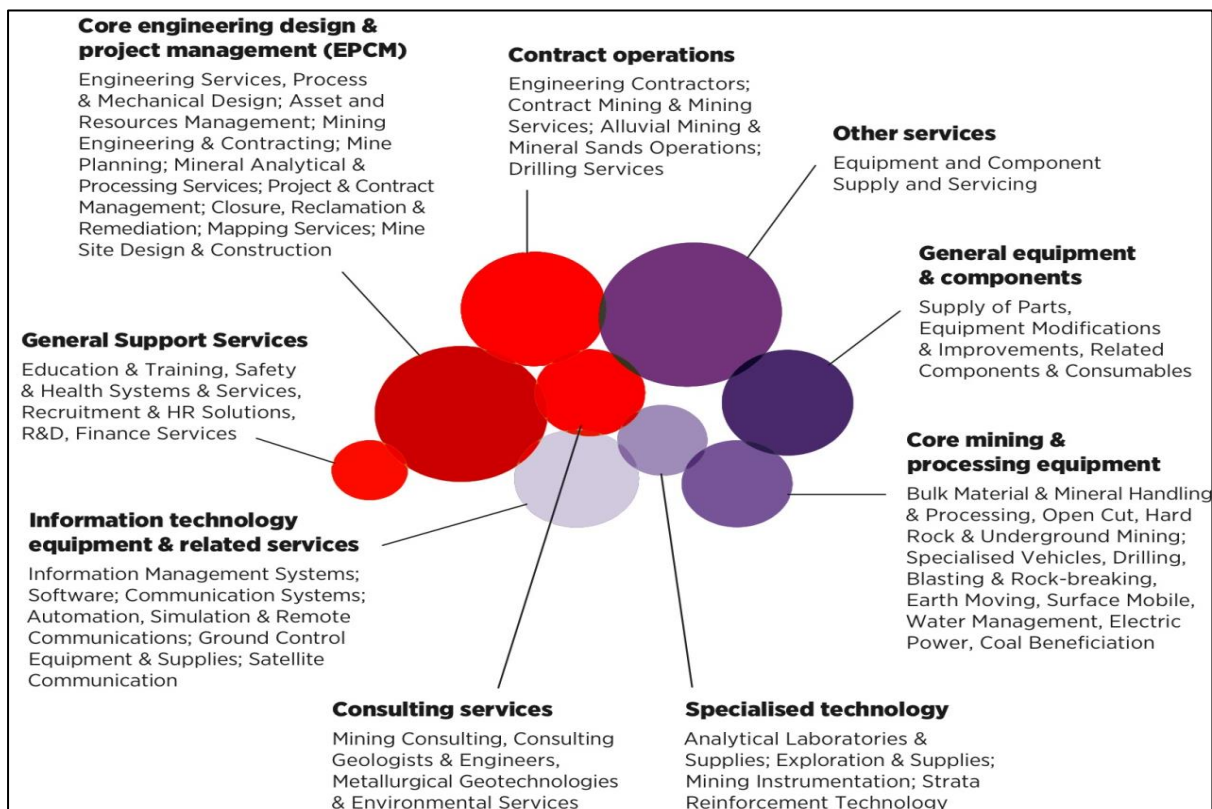 Core engineering design &
project management (EPCM)
Engineering Services, Process
& Mechanical Design; Asset and
Resources Management; Mining
Engineering & Contracting; Mine
Planning; Mineral Analytical &
Processing Services; Project & Contract
Management; Closure, Reclamation &
Remediation; Mapping Services; Mine
Site Design & Construction
Contract operations
Engineering Contractors;
Contract Mining & Mining
Services; Alluvial Mining &
Mineral Sands Operations;
Drilling Services
Other services
Equipment and Component
Supply and Servicing
General equipment
& components
Supply of Parts,
Equipment Modifications
& Improvements, Related
Components & Consumables
General Support Services
Education & Training, Safety
& Health Systems & Services,
Recruitment & HR Solutions,
R&D, Finance Services
Core mining &
processing equipment
Bulk Material & Mineral Handling
& Processing, Open Cut, Hard
Rock & Underground Mining;
Specialised Vehicles, Drilling,
Blasting & Rock-breaking,
Earth Moving, Surface Mobile,
Water Management, Electric
Power, Coal Beneficiation
Information technology
equipment & related services
Information Management Systems;
Software; Communication Systems;
Automation, Simulation & Remote
Communications; Ground Control
Equipment & Supplies; Satellite
Communication
Consulting services
Mining Consulting, Consulting
Geologists & Engineers,
Metallurgical Geotechnologies
& Environmental Services
Specialised technology
Analytical Laboratories &
Supplies; Exploration & Supplies;
Mining Instrumentation; Strata
Reinforcement Technology